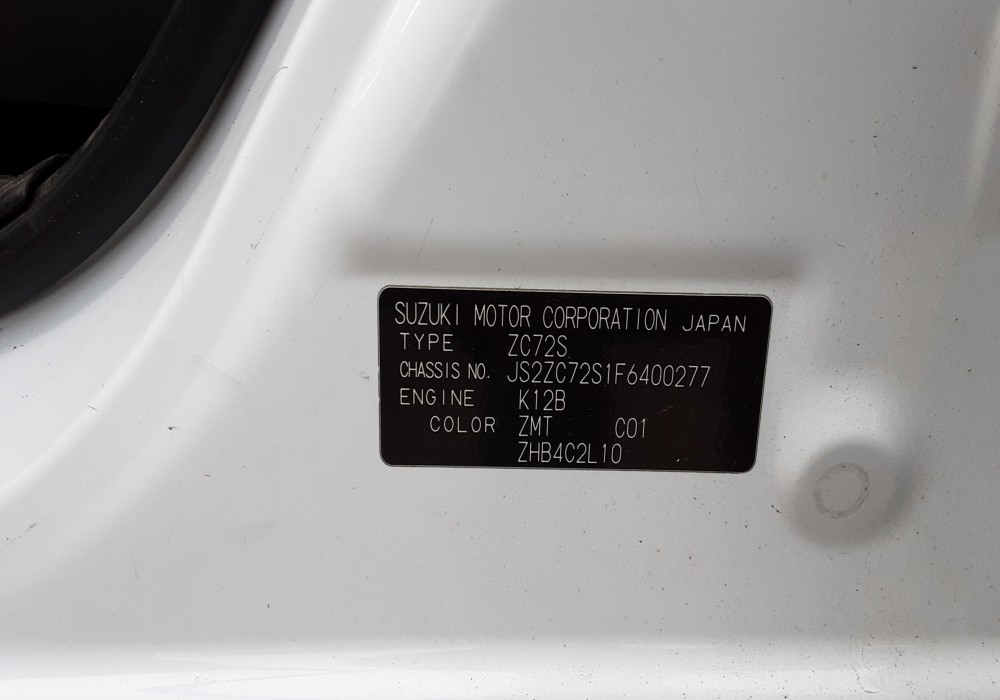 SUZUKI MOTOR CORPORATION JAPAN
TYPE ZC72S
CHASSIS NO. JS2ZC72S1F6400277
ENGINE K12B
COLOR ZMT C01
ZHB4C2L10